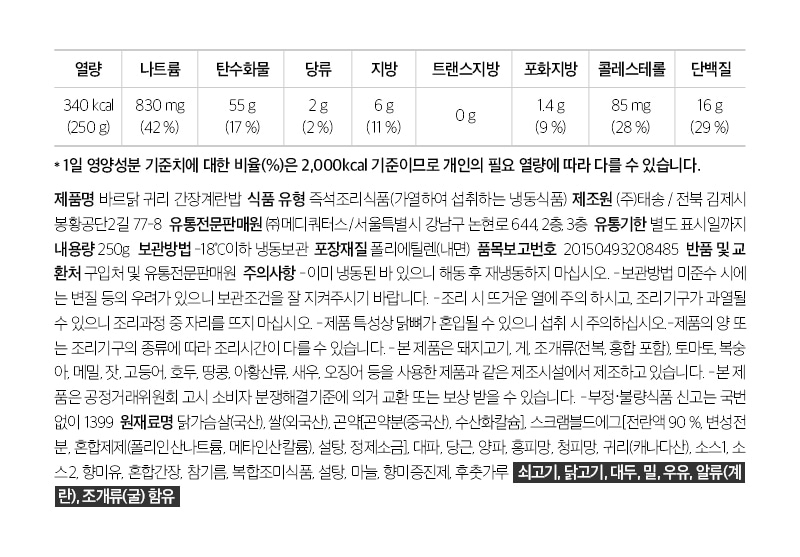 열량 나트륨 탄수화물 당류 지방 트랜스지방 포화지방 콜레스테롤 단백질
340 kcal 830 mg 55 g 2 g 6 g 0 g 1.4 g 85 mg 16 g
(250 g) (42 %) (17 %) (2 %) (11 %) (9 %) (28 %) (29 %)
* 1일 영양성분 기준치에 대한 비율(%)은 2,000kcal 기준이므로 개인의 필요 열량에 따라 다를 수 있습니다.
제품명 바르닭 귀리 간장계란밥 식품 유형 즉석조리식품(가열하여 섭취하는 냉동식품) 제조원 (주)태송 / 전북 김제시
봉황공단2길 77-8 유통전문판매원 ㈜메디쿼터스/서울특별시 강남구 논현로 644, 2층, 3층 유통기한 별도 표시일까지
내용량 250g 보관방법 -18℃이하 냉동보관 포장재질 폴리에틸렌(내면) 품목보고번호 20150493208485 반품 및 교
환처 구입처 및 유통전문판매원 주의사항 -이미 냉동된 바 있으니 해동 후 재냉동하지 마십시오. -보관방법 미준수 시에
는 변질 등의 우려가 있으니 보관조건을 잘 지켜주시기 바랍니다. -조리 시 뜨거운 열에 주의 하시고, 조리기구가 과열될
수 있으니 조리과정 중 자리를 뜨지 마십시오. -제품 특성상 닭뼈가 혼입될 수 있으니 섭취 시 주의하십시오.-제품의 양 또
는 조리기구의 종류에 따라 조리시간이 다를 수 있습니다. -본 제품은 돼지고기, 게, 조개류(전복, 홍합 포함), 토마토, 복숭
아, 메밀, 잣, 고등어, 호두, 땅콩, 아황산류, 새우, 오징어 등을 사용한 제품과 같은 제조시설에서 제조하고 있습니다. -본 제
품은 공정거래위원회 고시 소비자 분쟁해결기준에 의거 교환 또는 보상 받을 수 있습니다. -부정·불량식품 신고는 국번
없이 1399 원재료명 닭가슴살(국산), 쌀(외국산), 곤약[곤약분(중국산), 수산화칼슘], 스크램블드에그[전란액 90 %, 변성전
분, 혼합제제(폴리인산나트륨, 메타인산칼륨), 설탕, 정제소금], 대파, 당근, 양파, 홍피망, 청피망, 귀리(캐나다산), 소스1, 소
스2, 향미유, 혼합간장, 참기름, 복합조미식품, 설탕, 마늘, 향미증진제, 후춧가루 쇠고기, 닭고기, 대두, 밀, 우유, 알류(계
란), 조개류(굴) 함유